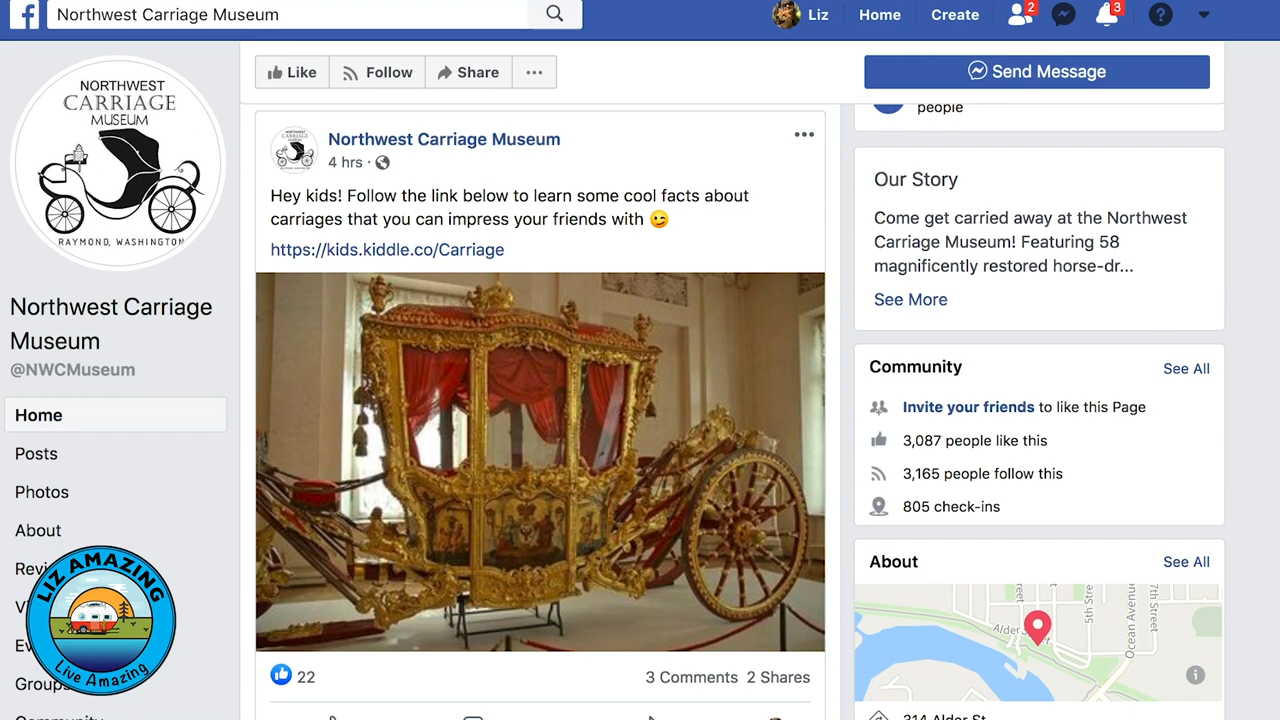 Northwest Carriage Museum
Liz
Home
Create
2
3
?
NORTHWEST
CARRIAGE
MUSEUM
RAYMOND, WASHINGTON
Northwest Carriage
Museum
@NWCMuseum
Home
Posts
Photos
About
Revi
V
Ev
Groups
Community
LIZ AMAZING
Live Amazing
Like
Follow
Share
Send Message
Northwest Carriage Museum
4 hrs ·
Hey kids! Follow the link below to learn some cool facts about
carriages that you can impress your friends with 😉
https://kids.kiddle.co/Carriage
22
3 Comments 2 Shares
people
Our Story
Come get carried away at the Northwest
Carriage Museum! Featuring 58
magnificently restored horse-dr...
See More
Community
See All
Invite your friends to like this Page
3,087 people like this
3,165 people follow this
805 check-ins
About
See All
5th Stre
Ocean Avenue
7th Street
314 Alder St